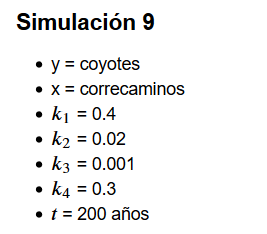 Simulación 9
• y = coyotes
• x = correcaminos
• k₁ = 0.4
• k₂ = 0.02
• k₃ = 0.001
• k₄ = 0.3
• t = 200 años